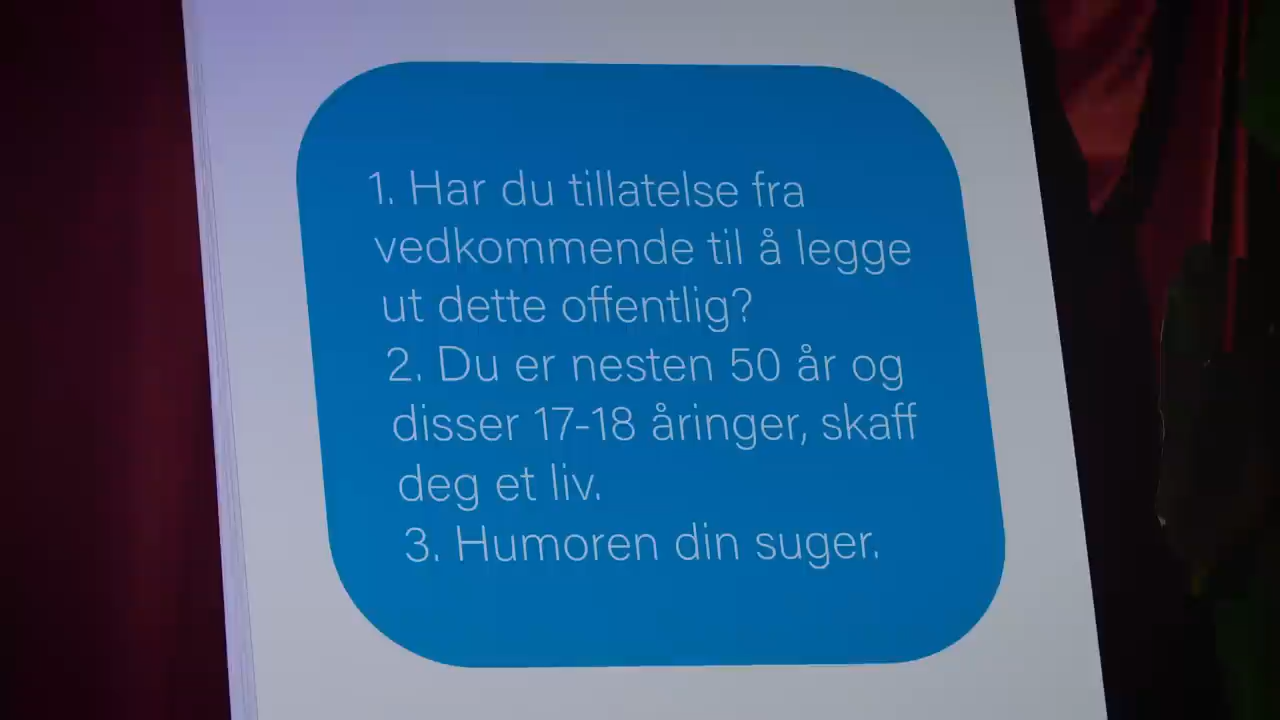 1. Har du tillatelse fra
vedkommende til å legge
ut dette offentlig?
2. Du er nesten 50 år og
disser 17-18 åringer, skaff
deg et liv.
3. Humoren din suger.